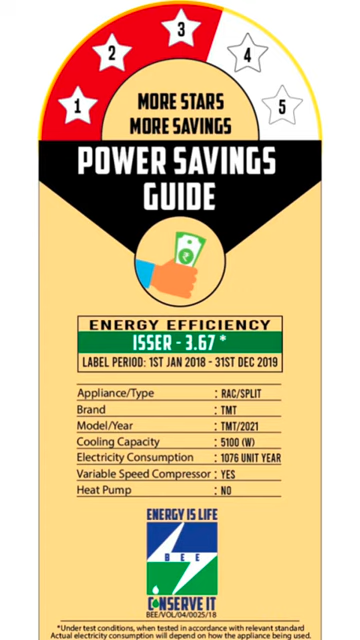 1 2 3 4 5
MORE STARS
MORE SAVINGS
POWER SAVINGS
GUIDE
₹
ENERGY EFFICIENCY
ISSER - 3.67 *
LABEL PERIOD: 1ST JAN 2018 - 31ST DEC 2019
Appliance/Type : RAC/SPLIT
Brand : TMT
Model/Year : TMT/2021
Cooling Capacity : 5100 (W)
Electricity Consumption : 1076 UNIT YEAR
Variable Speed Compressor : YES
Heat Pump : NO
ENERGY IS LIFE
BEE
CONSERVE IT
BEE/VOL/04/0025/18
*Under test conditions, when tested in accordance with relevant standard
Actual electricity consumption will depend on how the appliance being used.